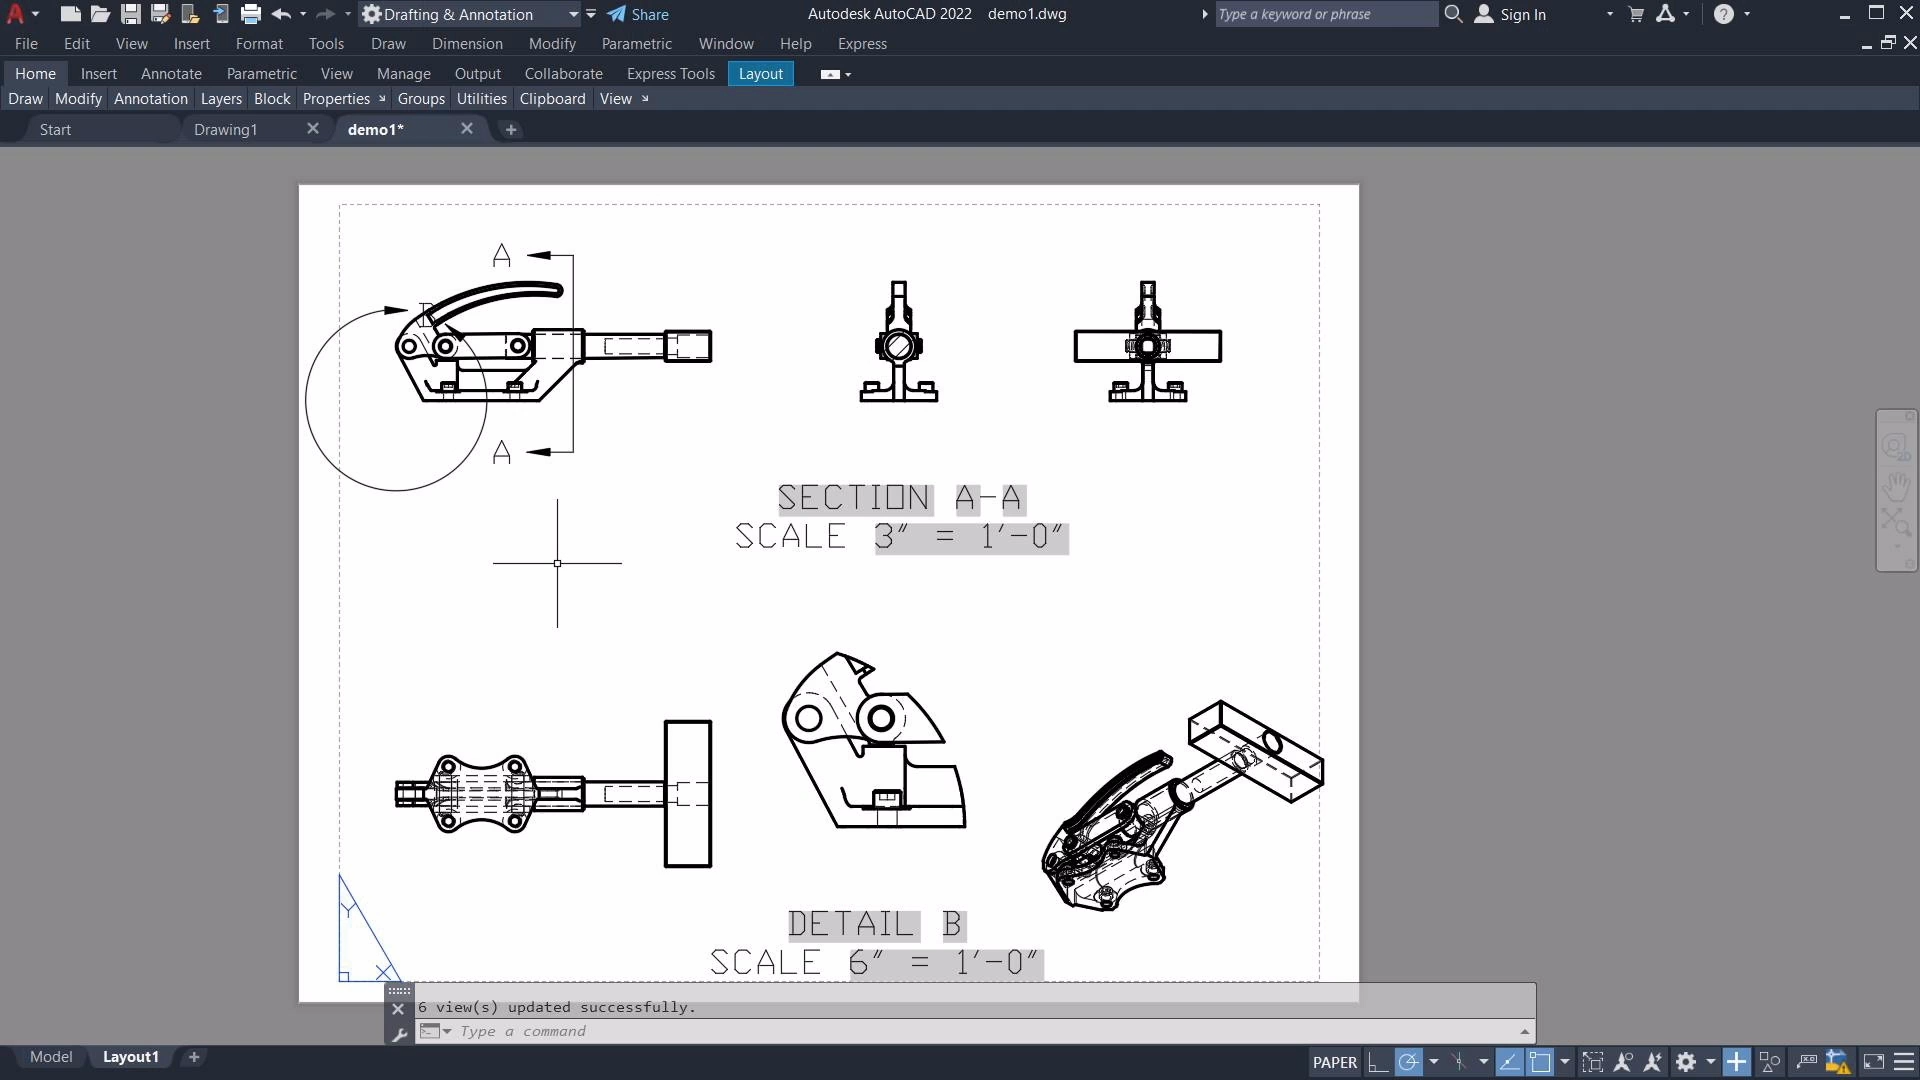 Drafting & Annotation Share Autodesk AutoCAD 2022 demo1.dwg Type a keyword or phrase Sign In
File Edit View Insert Format Tools Draw Dimension Modify Parametric Window Help Express
Home Insert Annotate Parametric View Manage Output Collaborate Express Tools Layout
Draw Modify Annotation Layers Block Properties Groups Utilities Clipboard View
Start Drawing1 demo1*
A
B
A
SECTION A-A
SCALE 3" = 1'-0"
DETAIL B
SCALE 6" = 1'-0"
Y
X
6 view(s) updated successfully.
Type a command
Model Layout1 PAPER